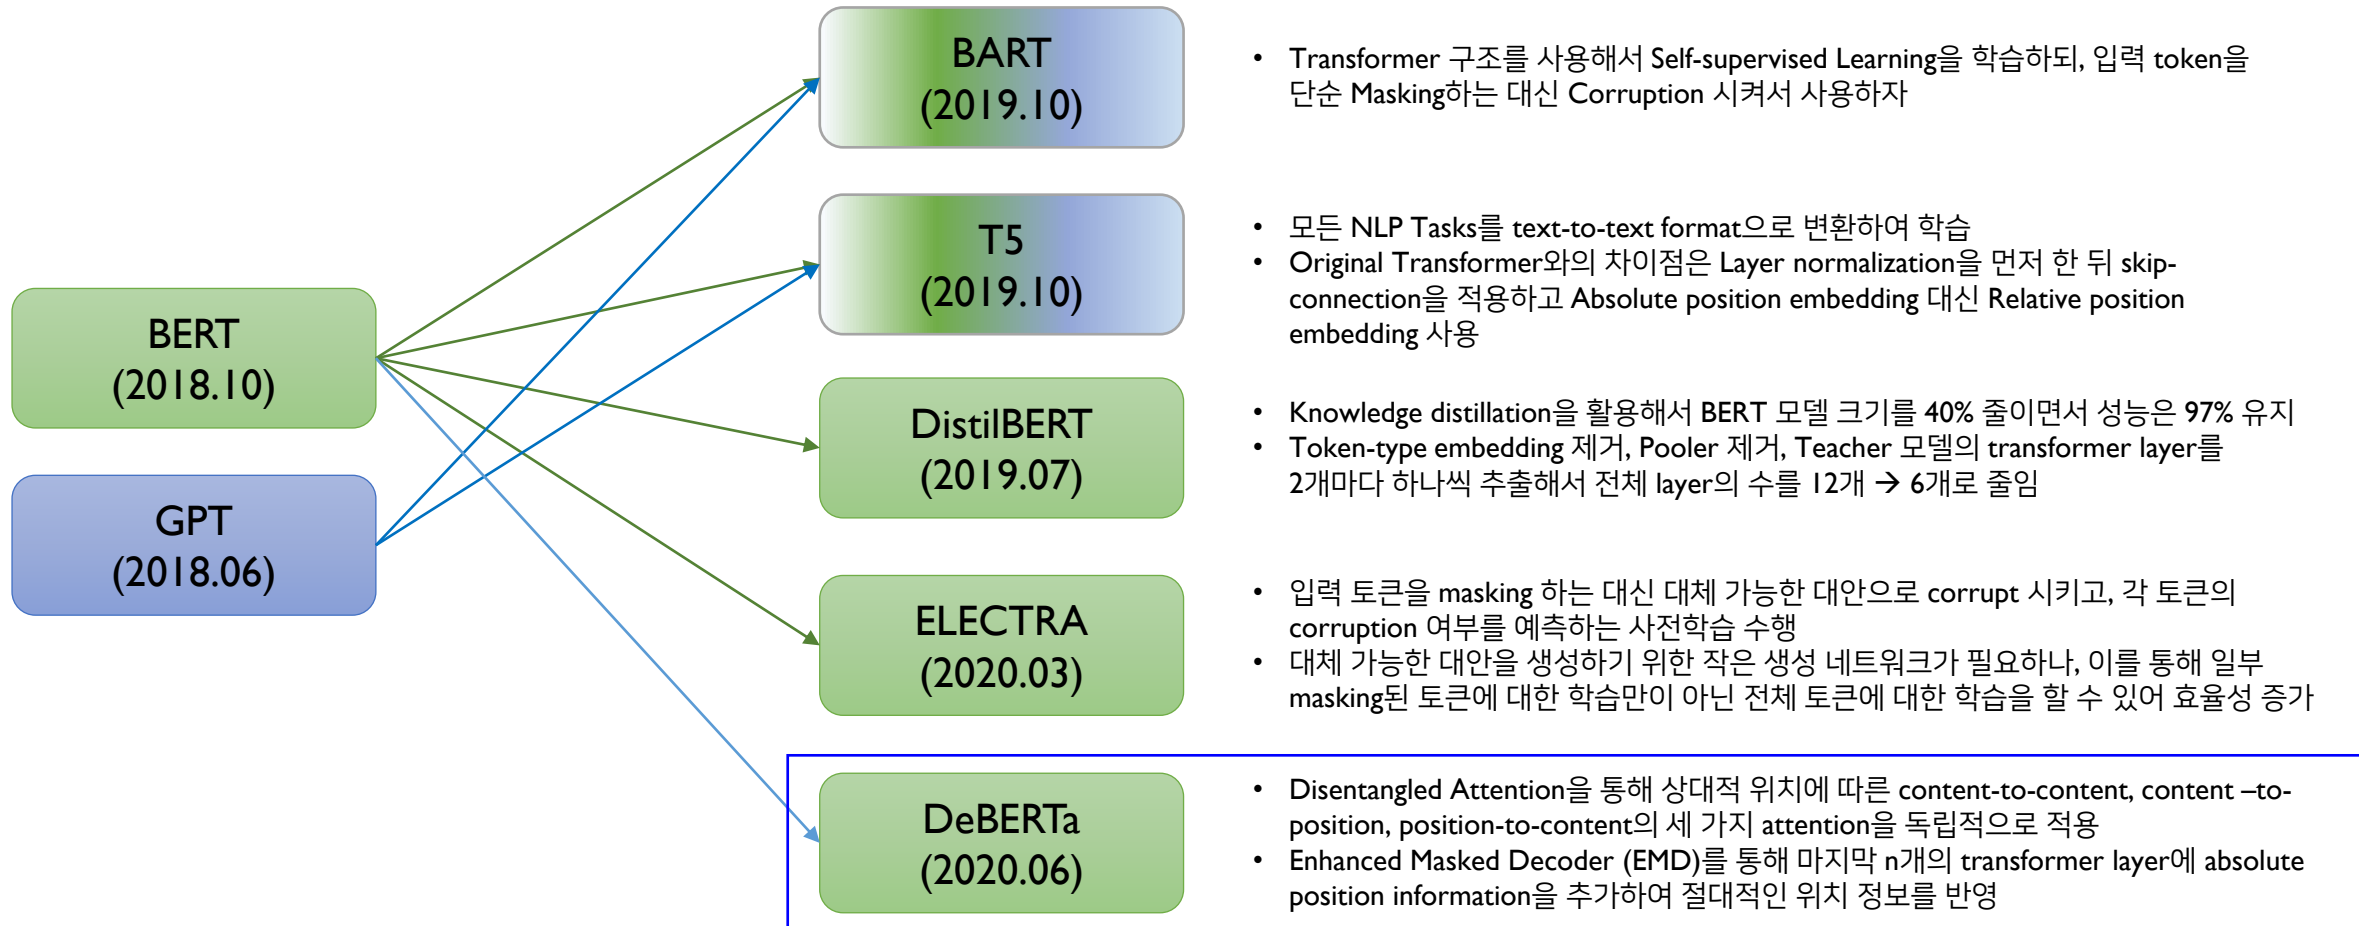 BERT
(2018.10)
GPT
(2018.06)
BART
(2019.10)
• Transformer 구조를 사용해서 Self-supervised Learning을 학습하되, 입력 token을
단순 Masking하는 대신 Corruption 시켜서 사용하자
T5
(2019.10)
• 모든 NLP Tasks를 text-to-text format으로 변환하여 학습
• Original Transformer와의 차이점은 Layer normalization을 먼저 한 뒤 skip-
connection을 적용하고 Absolute position embedding 대신 Relative position
embedding 사용
DistilBERT
(2019.07)
• Knowledge distillation을 활용해서 BERT 모델 크기를 40% 줄이면서 성능은 97% 유지
• Token-type embedding 제거, Pooler 제거, Teacher 모델의 transformer layer를
2개마다 하나씩 추출해서 전체 layer의 수를 12개 → 6개로 줄임
ELECTRA
(2020.03)
• 입력 토큰을 masking 하는 대신 대체 가능한 대안으로 corrupt 시키고, 각 토큰의
corruption 여부를 예측하는 사전학습 수행
• 대체 가능한 대안을 생성하기 위한 작은 생성 네트워크가 필요하나, 이를 통해 일부
masking된 토큰에 대한 학습만이 아닌 전체 토큰에 대한 학습을 할 수 있어 효율성 증가
DeBERTa
(2020.06)
• Disentangled Attention을 통해 상대적 위치에 따른 content-to-content, content –to-
position, position-to-content의 세 가지 attention을 독립적으로 적용
• Enhanced Masked Decoder (EMD)를 통해 마지막 n개의 transformer layer에 absolute
position information을 추가하여 절대적인 위치 정보를 반영